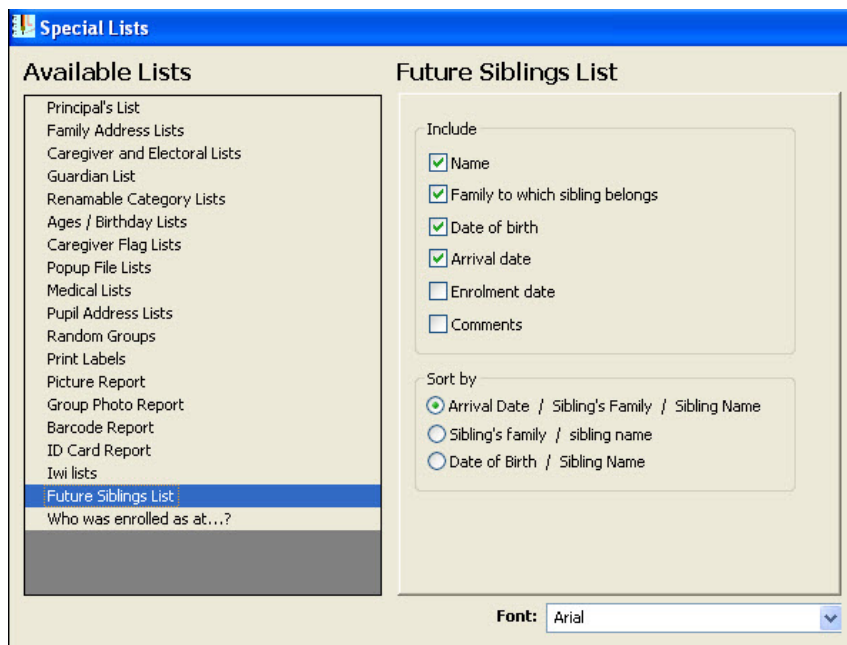 Special Lists
Available Lists
Principal's List
Family Address Lists
Caregiver and Electoral Lists
Guardian List
Renamable Category Lists
Ages / Birthday Lists
Caregiver Flag Lists
Popup File Lists
Medical Lists
Pupil Address Lists
Random Groups
Print Labels
Picture Report
Group Photo Report
Barcode Report
ID Card Report
Iwi lists
Future Siblings List
Who was enrolled as at...?
Future Siblings List
Include
Name
Family to which sibling belongs
Date of birth
Arrival date
Enrolment date
Comments
Sort by
Arrival Date / Sibling's Family / Sibling Name
Sibling's family / sibling name
Date of Birth / Sibling Name
Font: Arial